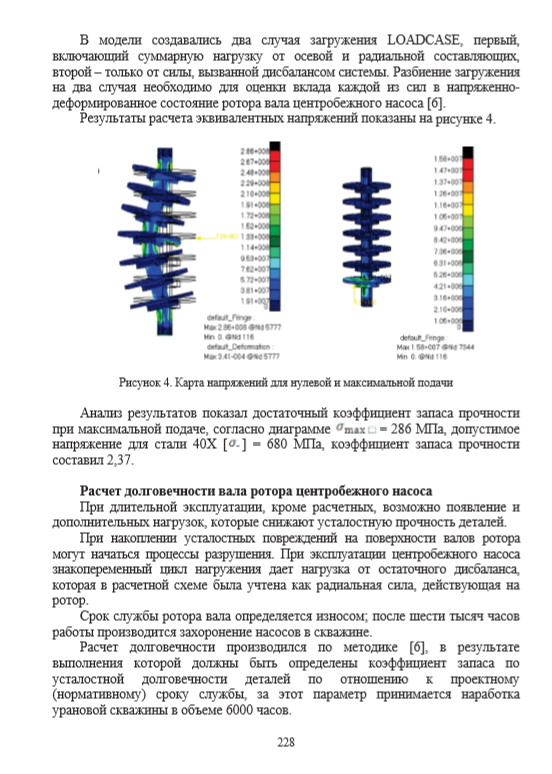 В модели создавались два случая загружения LOADCASE, первый,
включающий суммарную нагрузку от осевой и радиальной составляющих,
второй – только от силы, вызванной дисбалансом системы. Разбиение загружения
на два случая необходимо для оценки вклада каждой из сил в напряженно-
деформированное состояние ротора вала центробежного насоса [6].
Результаты расчета эквивалентных напряжений показаны на рисунке 4.
2.86+008
2.67+008
2.48+008
2.29+008
2.10+008
1.91+008
1.72+008
1.52+008
1.33+008
1.14+008
9.53+007
7.62+007
5.72+007
3.81+007
1.91+007
0.
default_Fringe :
Max 2.86+008 @Nd 5777
Min 0. @Nd 116
default_Deformation :
Max 3.41-004 @Nd 5777
1.58+007
1.47+007
1.37+007
1.26+007
1.16+007
1.05+007
9.47+006
8.42+006
7.36+006
6.31+006
5.26+006
4.21+006
3.16+006
2.10+006
1.05+006
0.
default_Fringe :
Max 1.58+007 @Nd 7344
Min 0. @Nd 116
Рисунок 4. Карта напряжений для нулевой и максимальной подачи
Анализ результатов показал достаточный коэффициент запаса прочности
при максимальной подаче, согласно диаграмме σmax □ = 286 МПа, допустимое
напряжение для стали 40Х [σ-] = 680 МПа, коэффициент запаса прочности
составил 2,37.
Расчет долговечности вала ротора центробежного насоса
При длительной эксплуатации, кроме расчетных, возможно появление и
дополнительных нагрузок, которые снижают усталостную прочность деталей.
При накоплении усталостных повреждений на поверхности валов ротора
могут начаться процессы разрушения. При эксплуатации центробежного насоса
знакопеременный цикл нагружения дает нагрузка от остаточного дисбаланса,
которая в расчетной схеме была учтена как радиальная сила, действующая на
ротор.
Срок службы ротора вала определяется износом; после шести тысяч часов
работы производится захоронение насосов в скважине.
Расчет долговечности производился по методике [6], в результате
выполнения которой должны быть определены коэффициент запаса по
усталостной долговечности деталей по отношению к проектному
(нормативному) сроку службы, за этот параметр принимается наработка
урановой скважины в объеме 6000 часов.
228